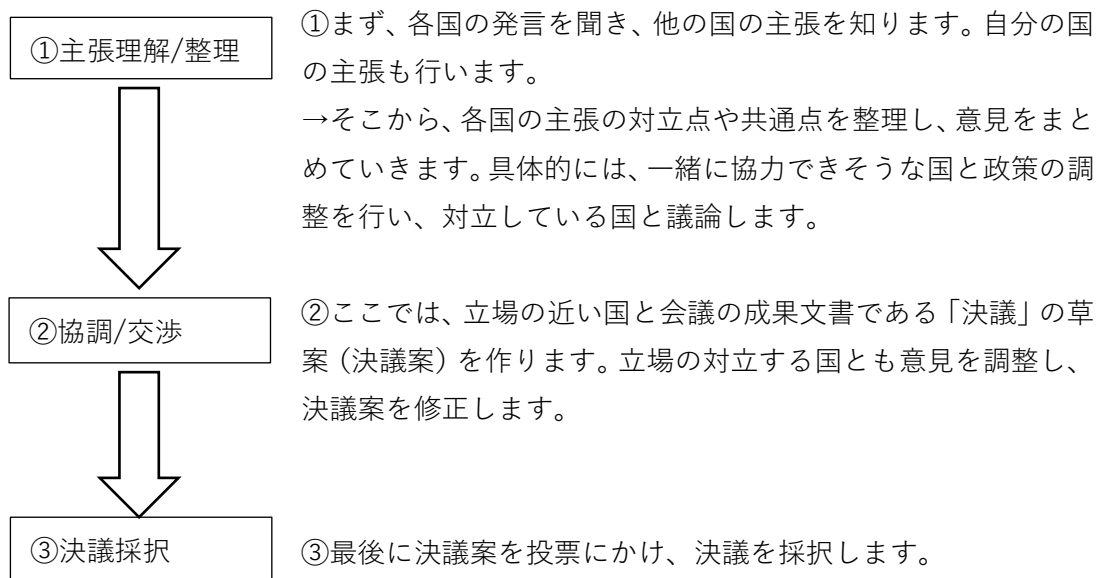 ①主張理解/整理
①まず、各国の発言を聞き、他の国の主張を知ります。自分の国
の主張も行います。
→そこから、各国の主張の対立点や共通点を整理し、意見をまと
めていきます。具体的には、一緒に協力できそうな国と政策の調
整を行い、対立している国と議論します。
②協調/交渉
②ここでは、立場の近い国と会議の成果文書である「決議」の草
案（決議案）を作ります。立場の対立する国とも意見を調整し、
決議案を修正します。
③決議採択
③最後に決議案を投票にかけ、決議を採択します。